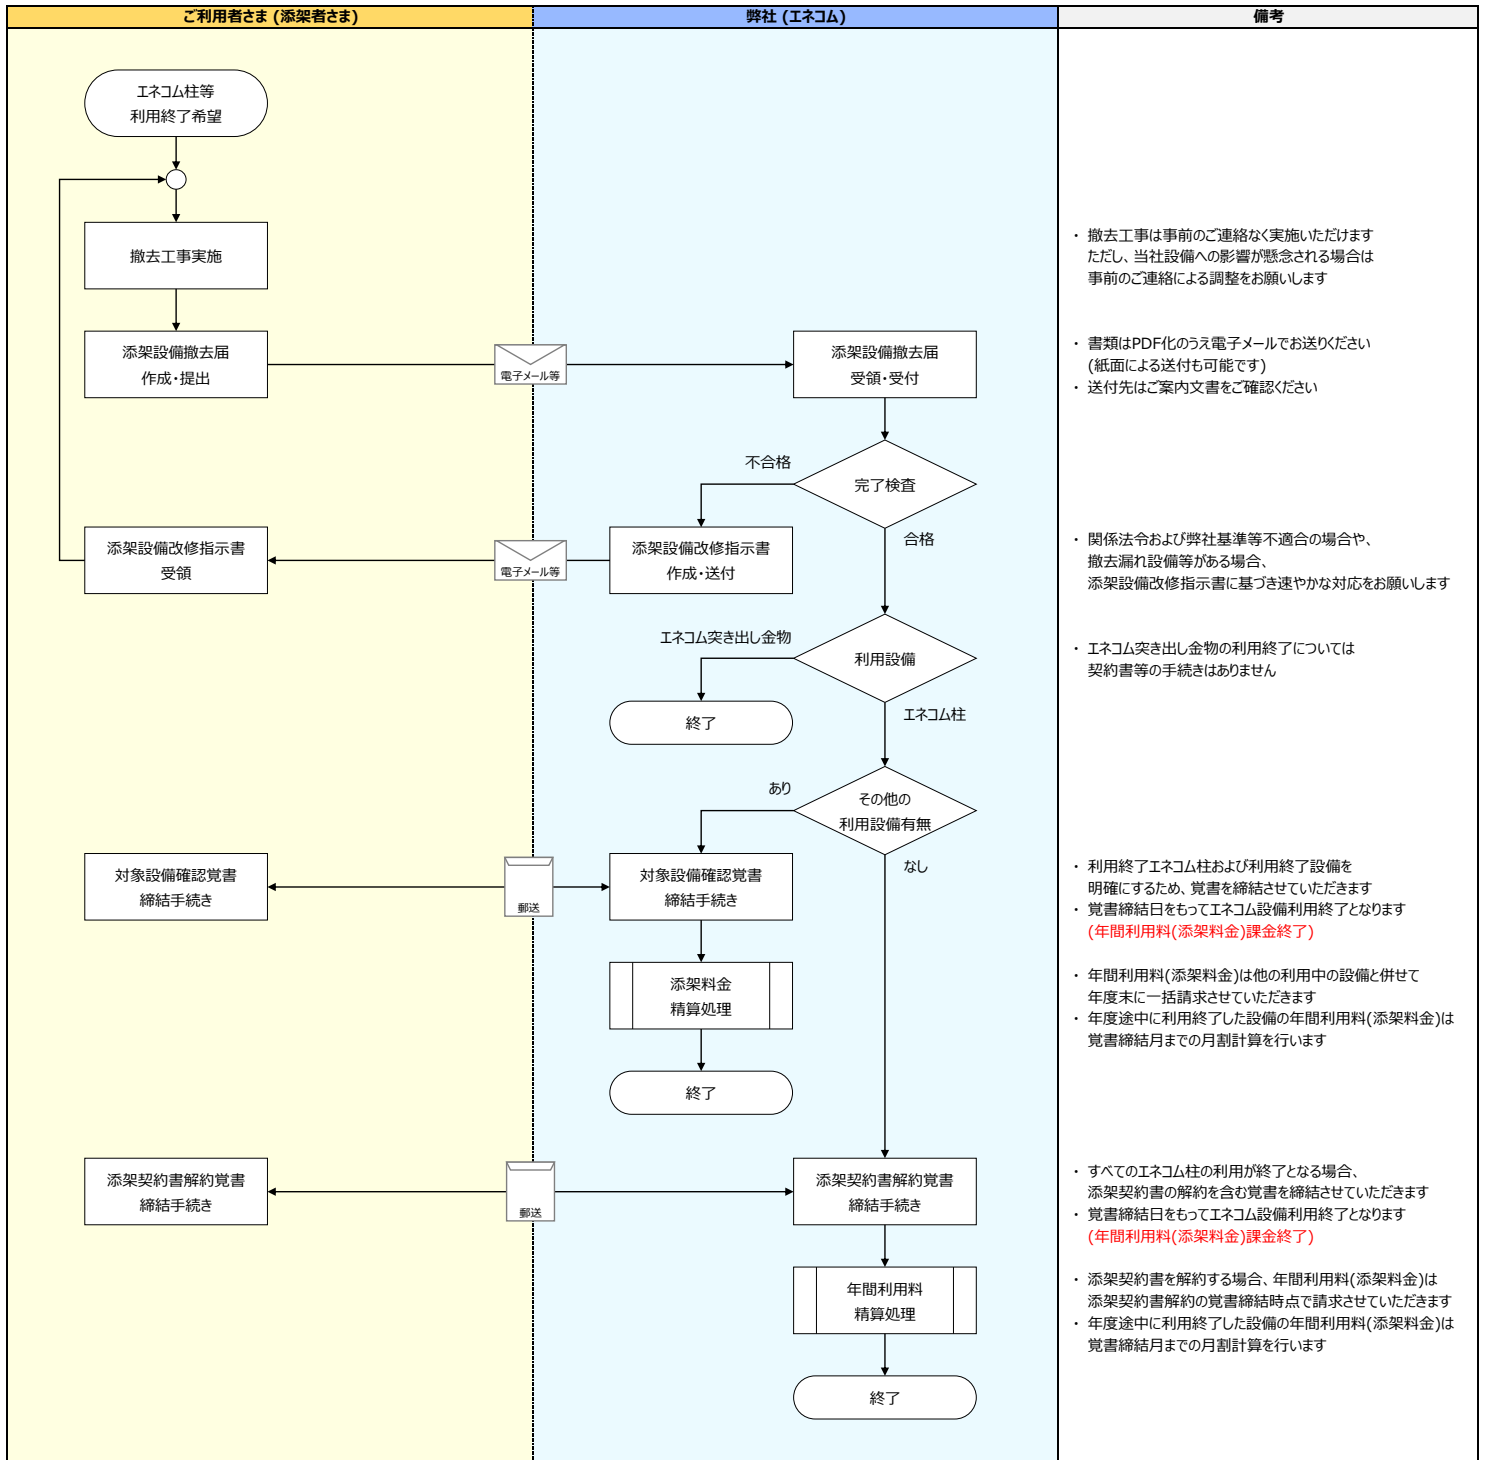 ご利用者さま (添架者さま)
弊社 (エネコム)
備考
エネコム柱等
利用終了希望
撤去工事実施
・ 撤去工事は事前のご連絡なく実施いただけます
ただし、当社設備への影響が懸念される場合は
事前のご連絡による調整をお願いします
添架設備撤去届
作成・提出
電子メール等
添架設備撤去届
受領・受付
・ 書類はPDF化のうえ電子メールでお送りください
(紙面による送付も可能です)
・ 送付先はご案内文書をご確認ください
不合格
完了検査
合格
添架設備改修指示書
受領
電子メール等
添架設備改修指示書
作成・送付
・ 関係法令および弊社基準等不適合の場合や、
撤去漏れ設備等がある場合、
添架設備改修指示書に基づき速やかな対応をお願いします
エネコム突き出し金物
利用設備
エネコム柱
終了
・ エネコム突き出し金物の利用終了については
契約書等の手続きはありません
あり
その他の
利用設備有無
なし
対象設備確認覚書
締結手続き
郵送
対象設備確認覚書
締結手続き
・ 利用終了エネコム柱および利用終了設備を
明確にするため、覚書を締結させていただきます
・ 覚書締結日をもってエネコム設備利用終了となります
(年間利用料(添架料金)課金終了)
添架料金
精算処理
・ 年間利用料(添架料金)は他の利用中の設備と併せて
年度末に一括請求させていただきます
・ 年度途中に利用終了した設備の年間利用料(添架料金)は
覚書締結月までの月割計算を行います
終了
添架契約書解約覚書
締結手続き
郵送
添架契約書解約覚書
締結手続き
・ すべてのエネコム柱の利用が終了となる場合、
添架契約書の解約を含む覚書を締結させていただきます
・ 覚書締結日をもってエネコム設備利用終了となります
(年間利用料(添架料金)課金終了)
年間利用料
精算処理
・ 添架契約書を解約する場合、年間利用料(添架料金)は
添架契約書解約の覚書締結時点で請求させていただきます
・ 年度途中に利用終了した設備の年間利用料(添架料金)は
覚書締結月までの月割計算を行います
終了